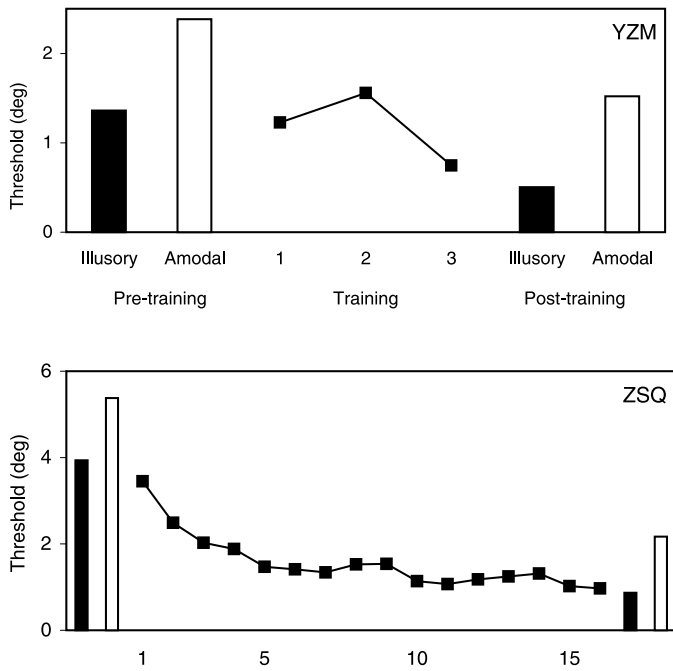 YZM
Threshold (deg)
2
1
0
Illusory Amodal 1 2 3 Illusory Amodal
Pre-training Training Post-training
ZSQ
Threshold (deg)
6
4
2
0
1 5 10 15